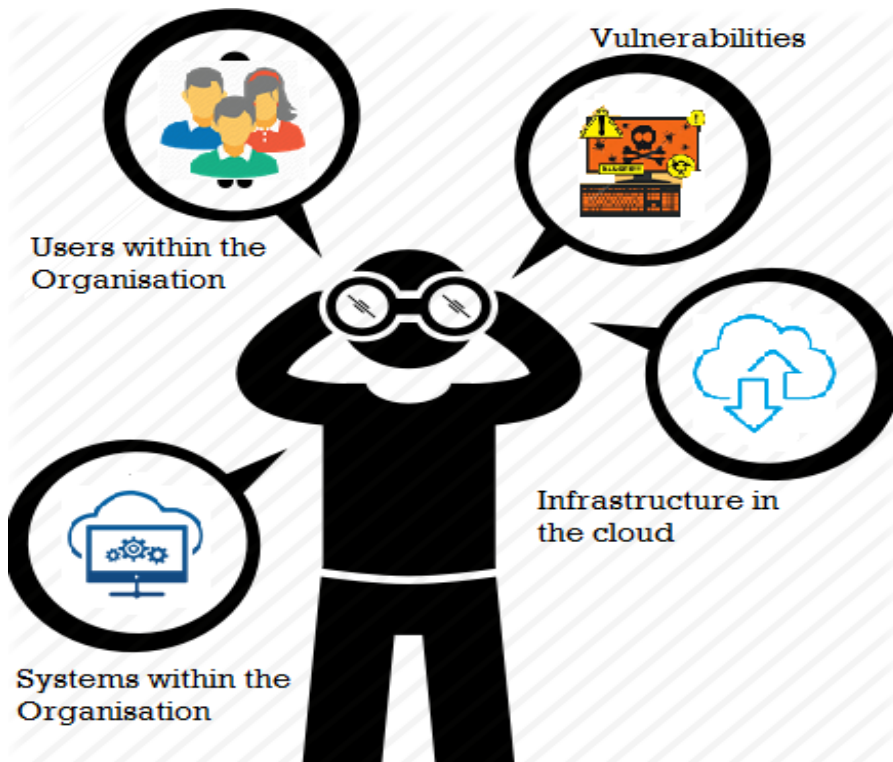 Vulnerabilities
Users within the
Organisation
Infrastructure in
the cloud
Systems within the
Organisation